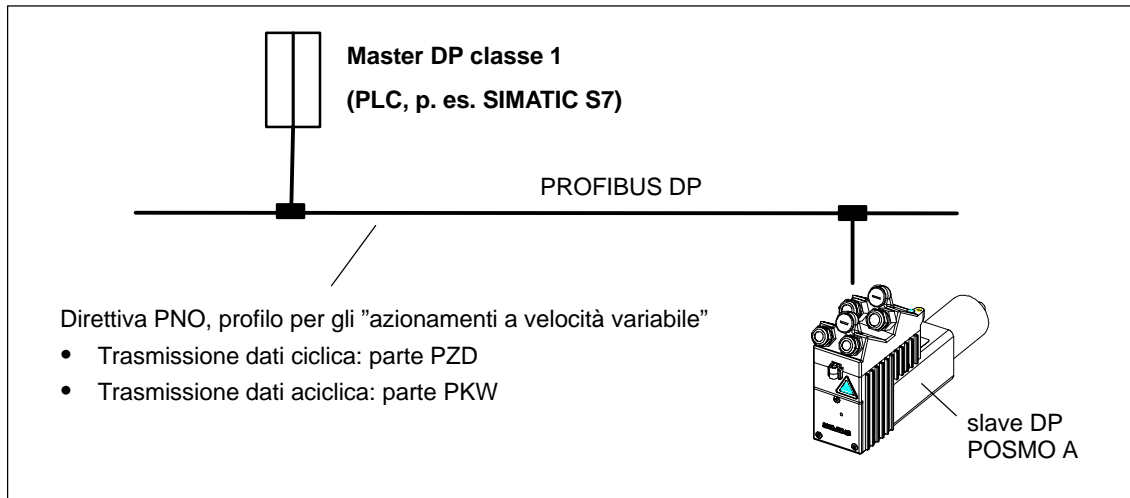 Master DP classe 1
(PLC, p. es. SIMATIC S7)
PROFIBUS DP
Direttiva PNO, profilo per gli ”azionamenti a velocità variabile”
• Trasmissione dati ciclica: parte PZD
• Trasmissione dati aciclica: parte PKW
slave DP
POSMO A